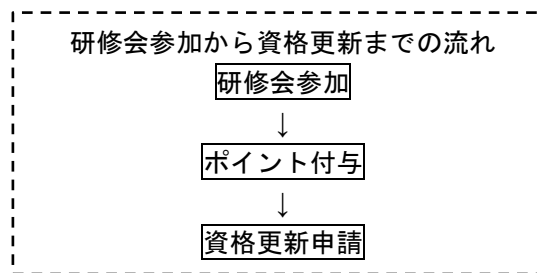 研修会参加から資格更新までの流れ
研修会参加
↓
ポイント付与
↓
資格更新申請